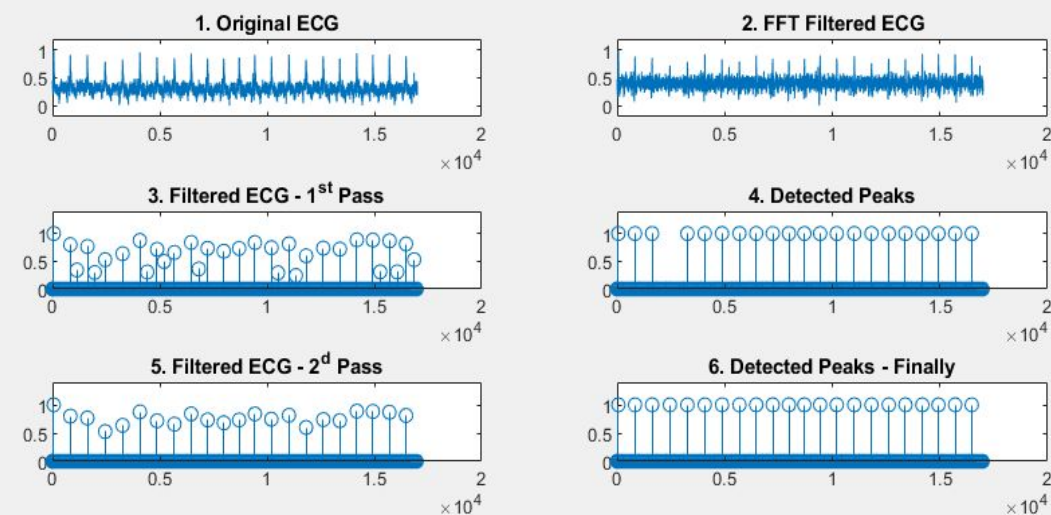 1. Original ECG
1
0.5
0
0 0.5 1 1.5 2
×10^4
2. FFT Filtered ECG
1
0.5
0
0 0.5 1 1.5 2
×10^4
3. Filtered ECG - 1^st Pass
1
0.5
0
0 0.5 1 1.5 2
×10^4
4. Detected Peaks
1
0.5
0
0 0.5 1 1.5 2
×10^4
5. Filtered ECG - 2^d Pass
1
0.5
0
0 0.5 1 1.5 2
×10^4
6. Detected Peaks - Finally
1
0.5
0
0 0.5 1 1.5 2
×10^4